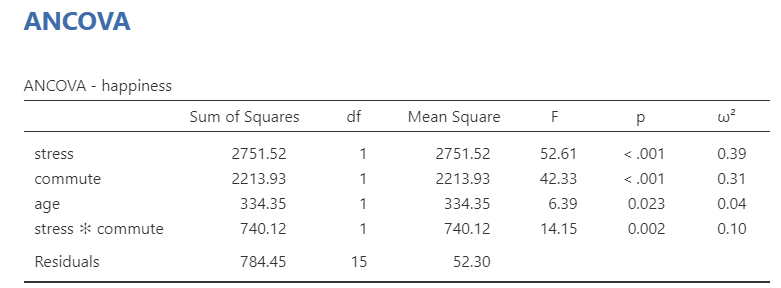 ANCOVA
ANCOVA - happiness
Sum of Squares df Mean Square F p ω²
stress 2751.52 1 2751.52 52.61 < .001 0.39
commute 2213.93 1 2213.93 42.33 < .001 0.31
age 334.35 1 334.35 6.39 0.023 0.04
stress ✻ commute 740.12 1 740.12 14.15 0.002 0.10
Residuals 784.45 15 52.30